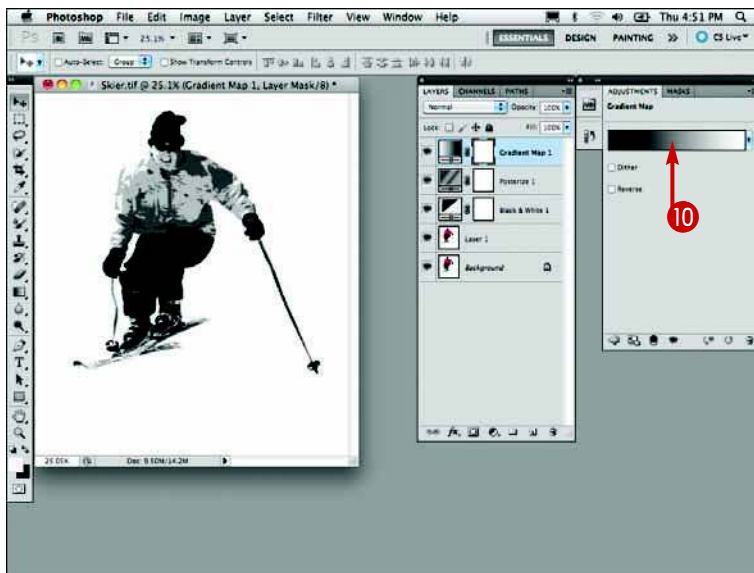 Photoshop File Edit Image Layer Select Filter View Window Help Thu 4:51 PM
Ps 25.1% ESSENTIALS DESIGN PAINTING >> CS Live
Auto-Select: Group Show Transform Controls
Skier.tif @ 25.1% (Gradient Map 1, Layer Mask/8) *
LAYERS CHANNELS PATHS
Normal Opacity: 100%
Lock: Fill: 100%
Gradient Map 1
Posterize 1
Black & White 1
Layer 1
Background
ADJUSTMENTS MASKS
Gradient Map
Dither
Reverse
10
Doc: 9.50M/14.2M